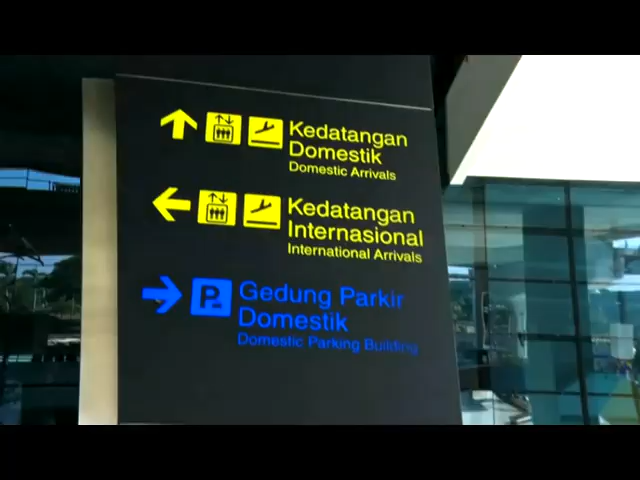 Kedatangan
Domestik
Domestic Arrivals
Kedatangan
Internasional
International Arrivals
P
Gedung Parkir
Domestik
Domestic Parking Building